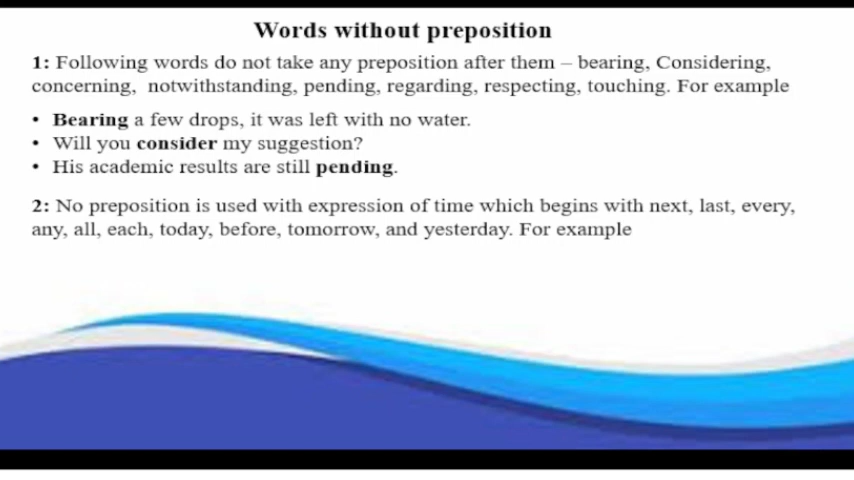 Words without preposition
1: Following words do not take any preposition after them – bearing, Considering,
concerning, notwithstanding, pending, regarding, respecting, touching. For example
• Bearing a few drops, it was left with no water.
• Will you consider my suggestion?
• His academic results are still pending.
2: No preposition is used with expression of time which begins with next, last, every,
any, all, each, today, before, tomorrow, and yesterday. For example